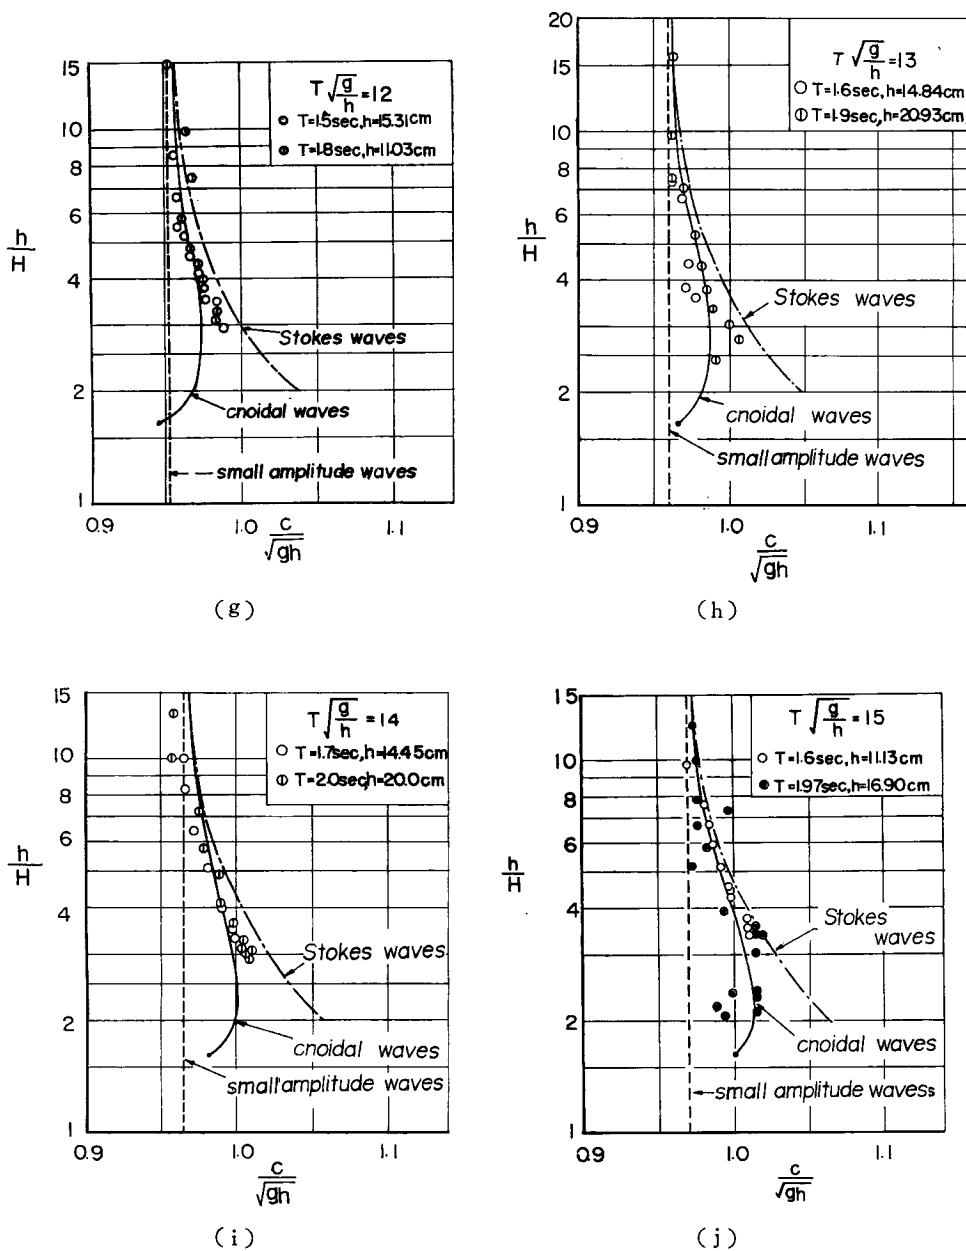 T√(g/h) = 12
T=1.5sec, h=15.31cm
T=1.8sec, h=11.03cm
15
10
8
6
4
2
1
h/H
Stokes waves
cnoidal waves
small amplitude waves
0.9
1.0
1.1
c/√gh
(g)
T√(g/h) = 13
T=1.6sec, h=14.84cm
T=1.9sec, h=20.93cm
20
15
10
8
6
4
2
1
h/H
Stokes waves
cnoidal waves
small amplitude waves
0.9
1.0
1.1
c/√gh
(h)
T√(g/h) = 14
T=1.7sec, h=14.45cm
T=2.0sec, h=20.0cm
15
10
8
6
4
2
1
h/H
Stokes waves
cnoidal waves
small amplitude waves
0.9
1.0
1.1
c/√gh
(i)
T√(g/h) = 15
T=1.6sec, h=11.13cm
T=1.97sec, h=16.90cm
15
10
8
6
4
2
1
h/H
Stokes
waves
cnoidal waves
small amplitude waves
0.9
1.0
1.1
c/√gh
(j)